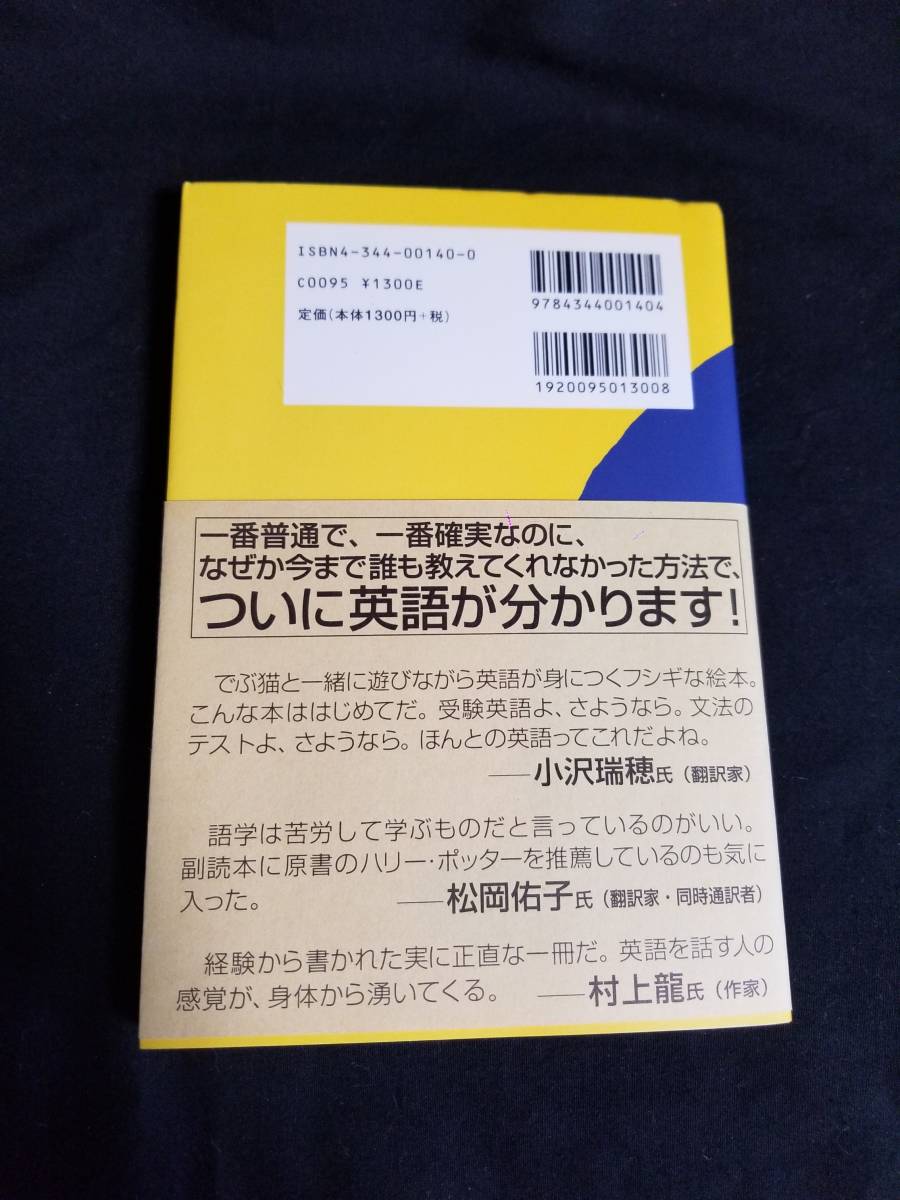 ISBN4-344-00140-0
C0095 ¥1300E
定価(本体1300円+税)
9784344001404
1920095013008
一番普通で、一番確実なのに、
なぜか今まで誰も教えてくれなかった方法で、
ついに英語が分かります!
でぶ猫と一緒に遊びながら英語が身につくフシギな絵本。
こんな本ははじめてだ。受験英語よ、さようなら。文法の
テストよ、さようなら。ほんとの英語ってこれだよね。
――小沢瑞穂氏(翻訳家)
語学は苦労して学ぶものだと言っているのがいい。
副読本に原書のハリー・ポッターを推薦しているのも気に
入った。 ――松岡佑子氏(翻訳家・同時通訳者)
経験から書かれた実に正直な一冊だ。英語を話す人の
感覚が、身体から湧いてくる。 ――村上龍氏(作家)